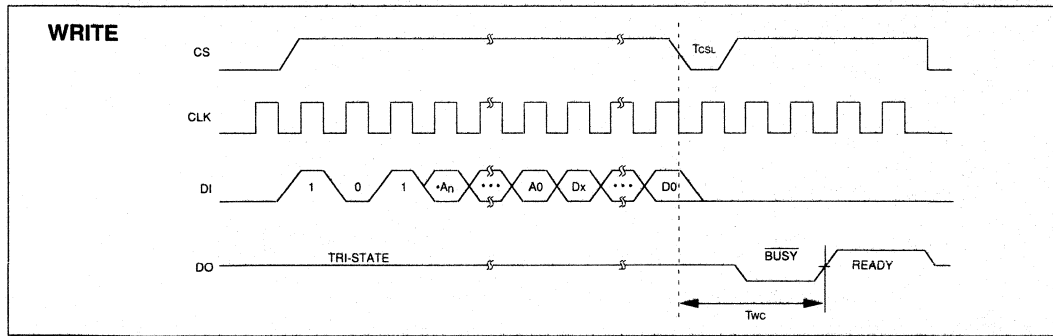 WRITE
CS
TCSL
CLK
DI 1 0 1 •An ••• A0 Dx ••• D0
DO TRI-STATE BUSY READY
TWC